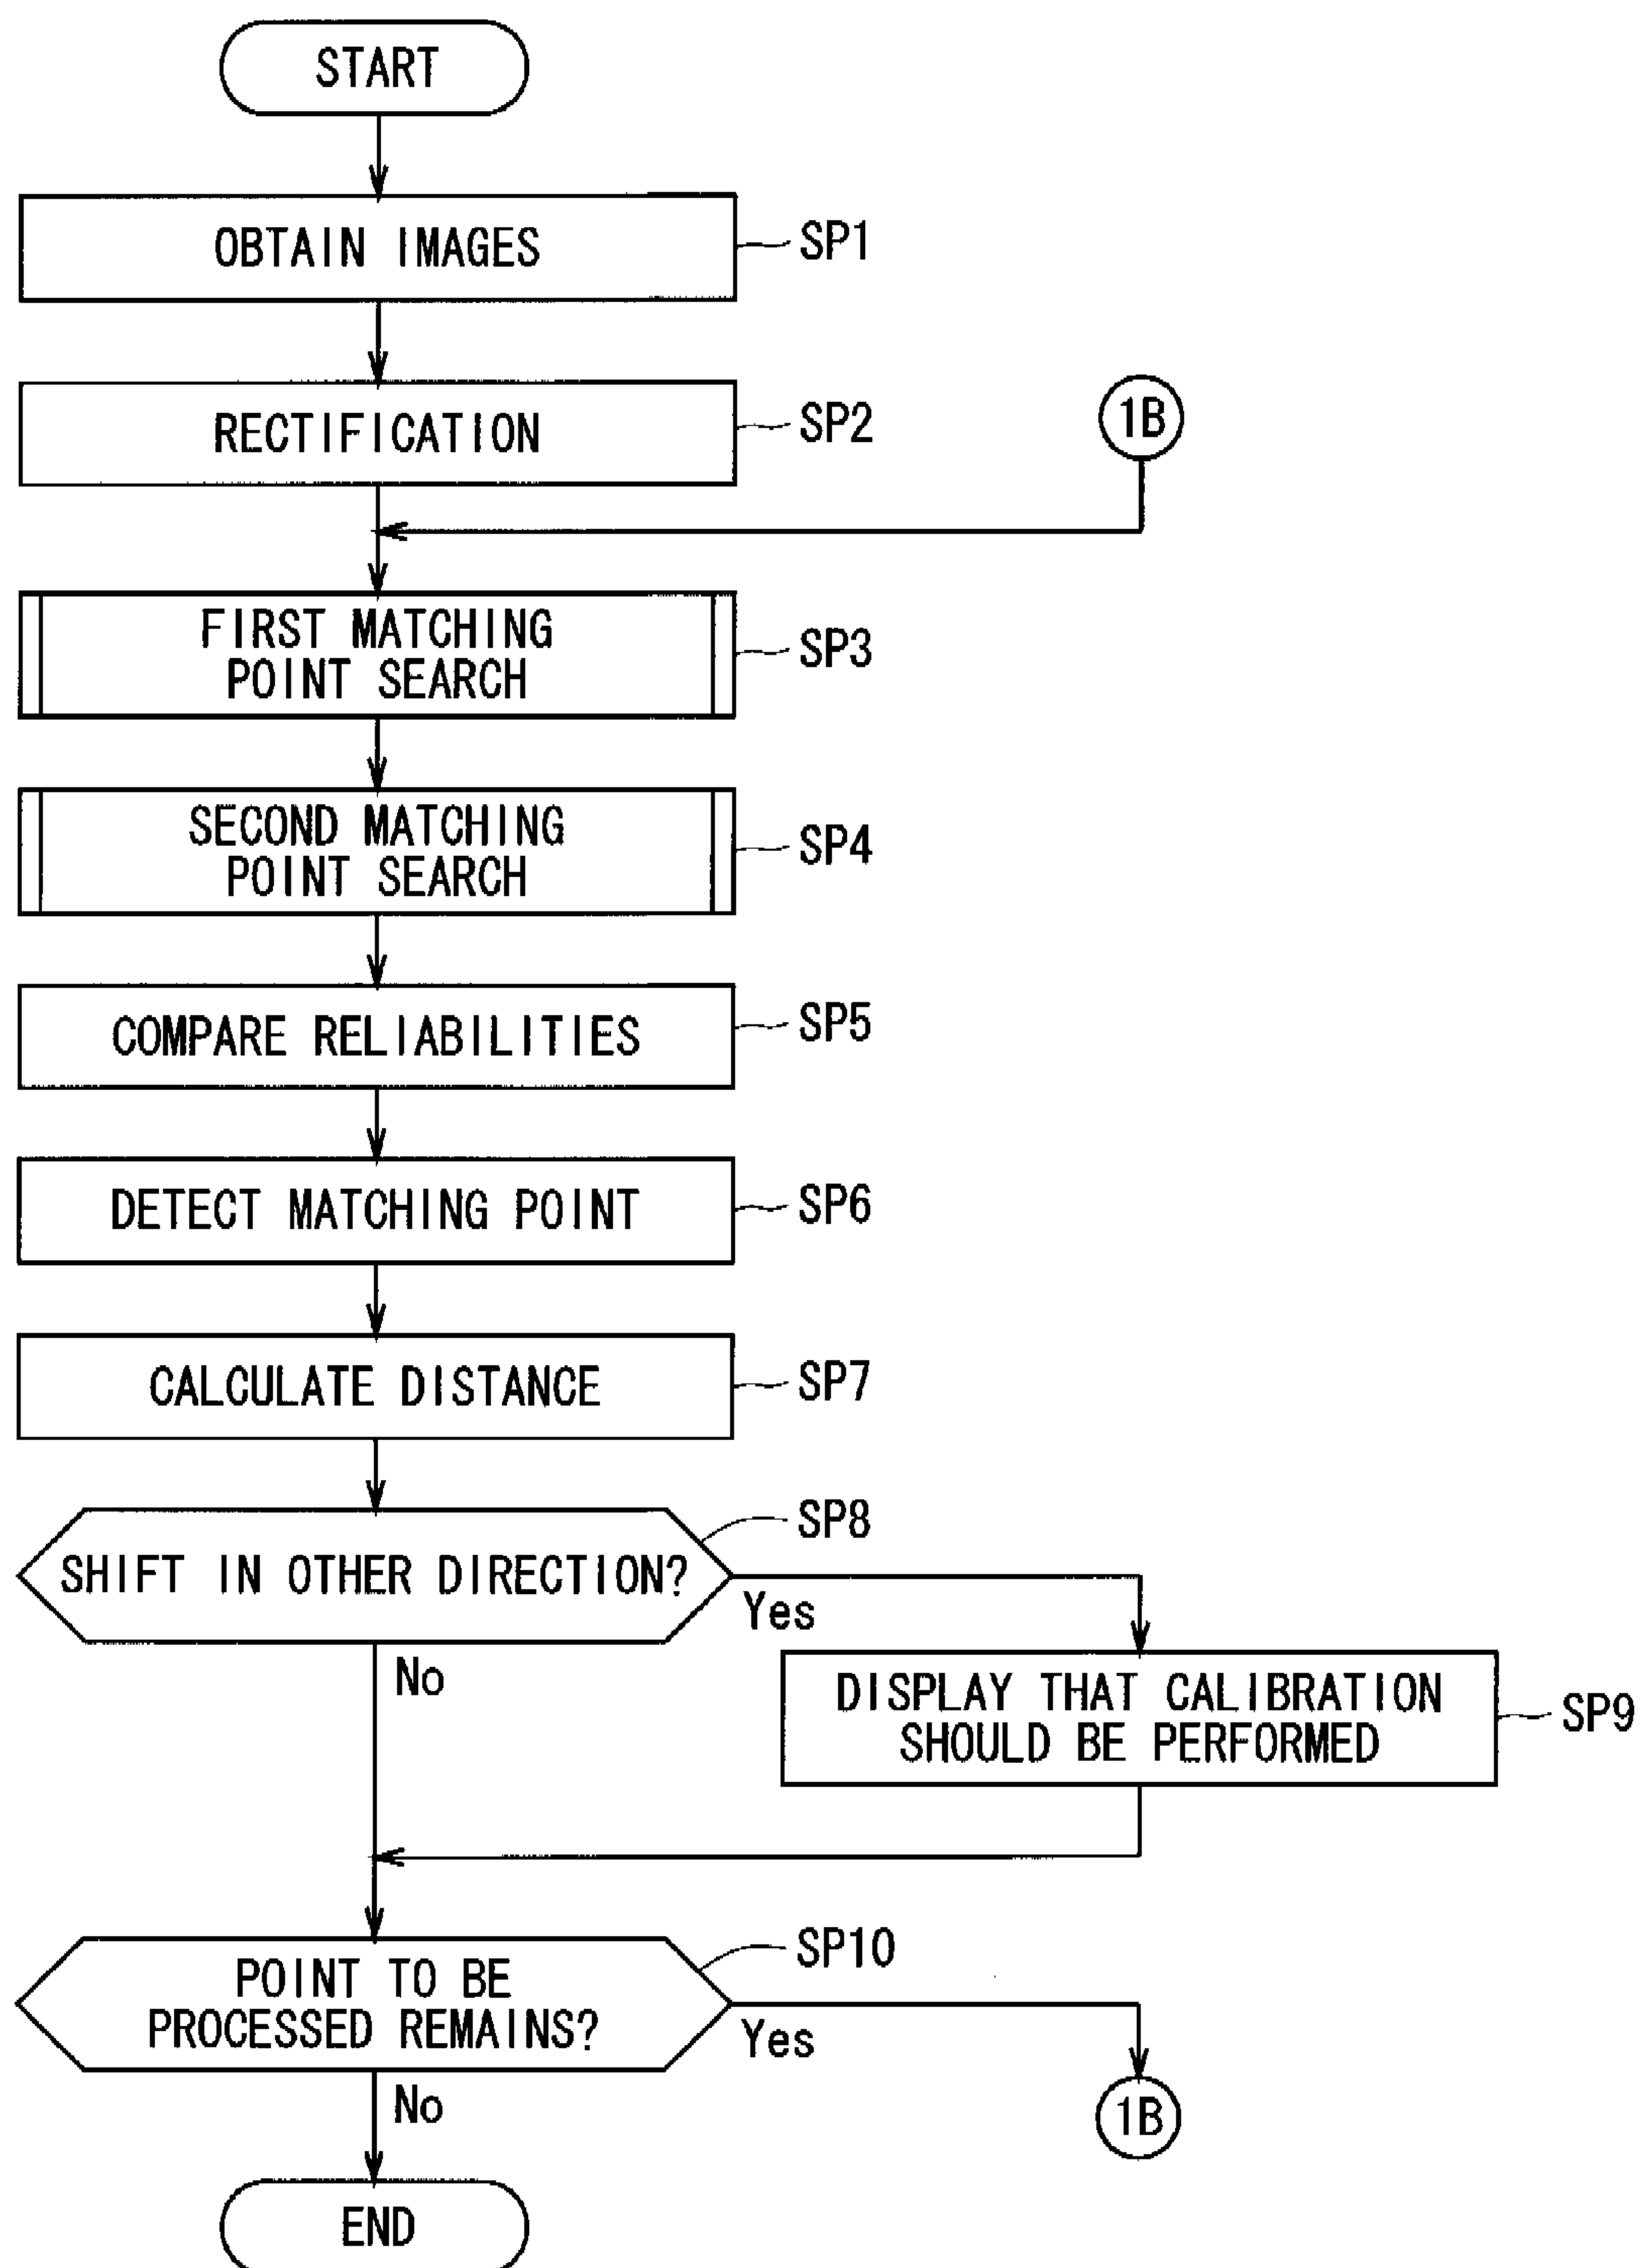 START
OBTAIN IMAGES
SP1
RECTIFICATION
SP2
1B
FIRST MATCHING
POINT SEARCH
SP3
SECOND MATCHING
POINT SEARCH
SP4
COMPARE RELIABILITIES
SP5
DETECT MATCHING POINT
SP6
CALCULATE DISTANCE
SP7
SHIFT IN OTHER DIRECTION?
SP8
Yes
No
DISPLAY THAT CALIBRATION
SHOULD BE PERFORMED
SP9
POINT TO BE
PROCESSED REMAINS?
SP10
Yes
No
1B
END